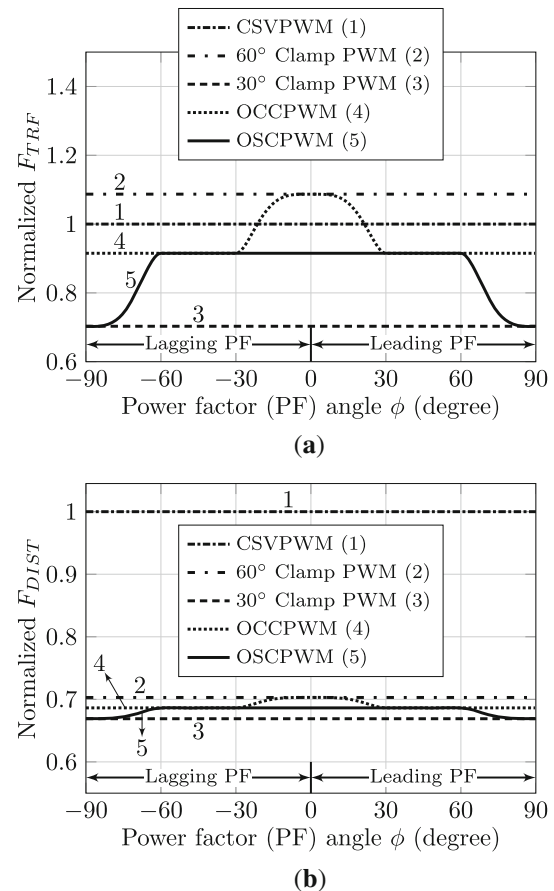 CSVPWM (1)
60° Clamp PWM (2)
30° Clamp PWM (3)
OCCPWM (4)
OSCPWM (5)
Normalized F_TRF
1.4
1.2
1
0.8
0.6
2
1
4
5
3
Lagging PF
Leading PF
−90 −60 −30 0 30 60 90
Power factor (PF) angle ϕ (degree)
(a)
Normalized F_DIST
1
0.9
0.8
0.7
0.6
1
CSVPWM (1)
60° Clamp PWM (2)
30° Clamp PWM (3)
OCCPWM (4)
OSCPWM (5)
4
2
5
3
Lagging PF
Leading PF
−90 −60 −30 0 30 60 90
Power factor (PF) angle ϕ (degree)
(b)